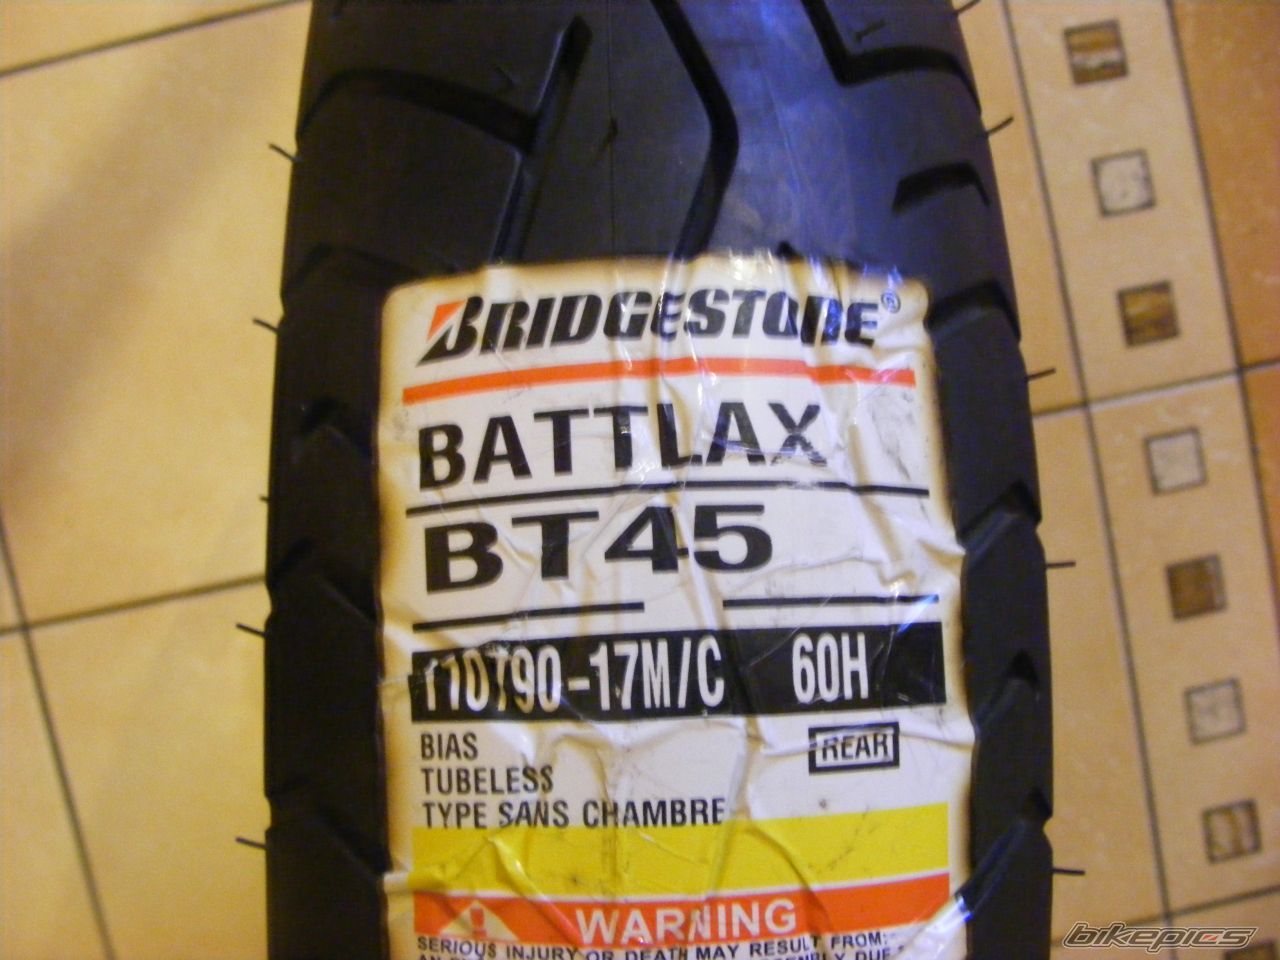 BRIDGESTONE®
BATTLAX
BT45
110/90-17M/C 60H
BIAS
REAR
TUBELESS
TYPE SANS CHAMBRE
WARNING
SERIOUS INJURY OR DEATH MAY RESULT FROM:
bikepics